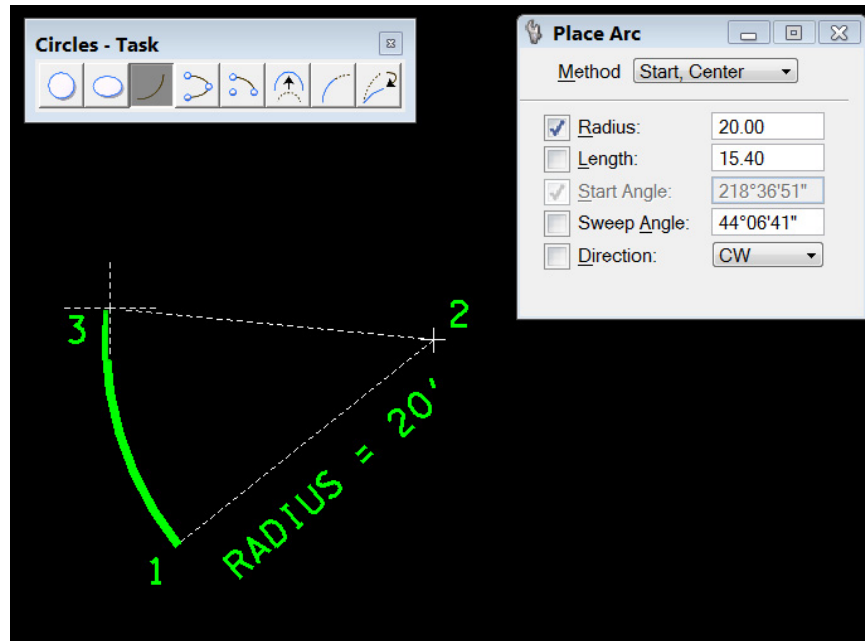 Circles - Task
Place Arc
Method Start, Center
Radius: 20.00
Length: 15.40
Start Angle: 218°36'51"
Sweep Angle: 44°06'41"
Direction: CW
3
2
RADIUS = 20'
1